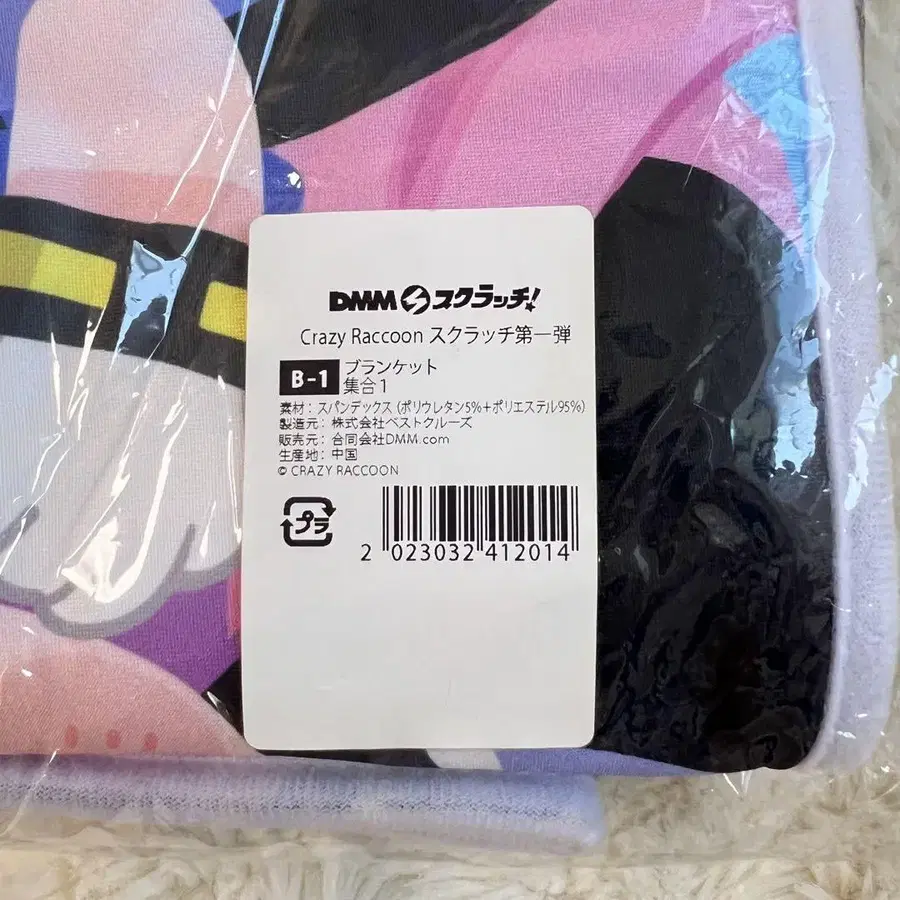 DMMスクラッチ!
Crazy Raccoon スクラッチ第一弾
B-1 ブランケット
集合1
素材：スパンデックス (ポリウレタン5%+ポリエステル95%)
製造元：株式会社ベストクルーズ
販売元：合同会社DMM.com
生産地：中国
© CRAZY RACCOON
プラ
2 023032 412014